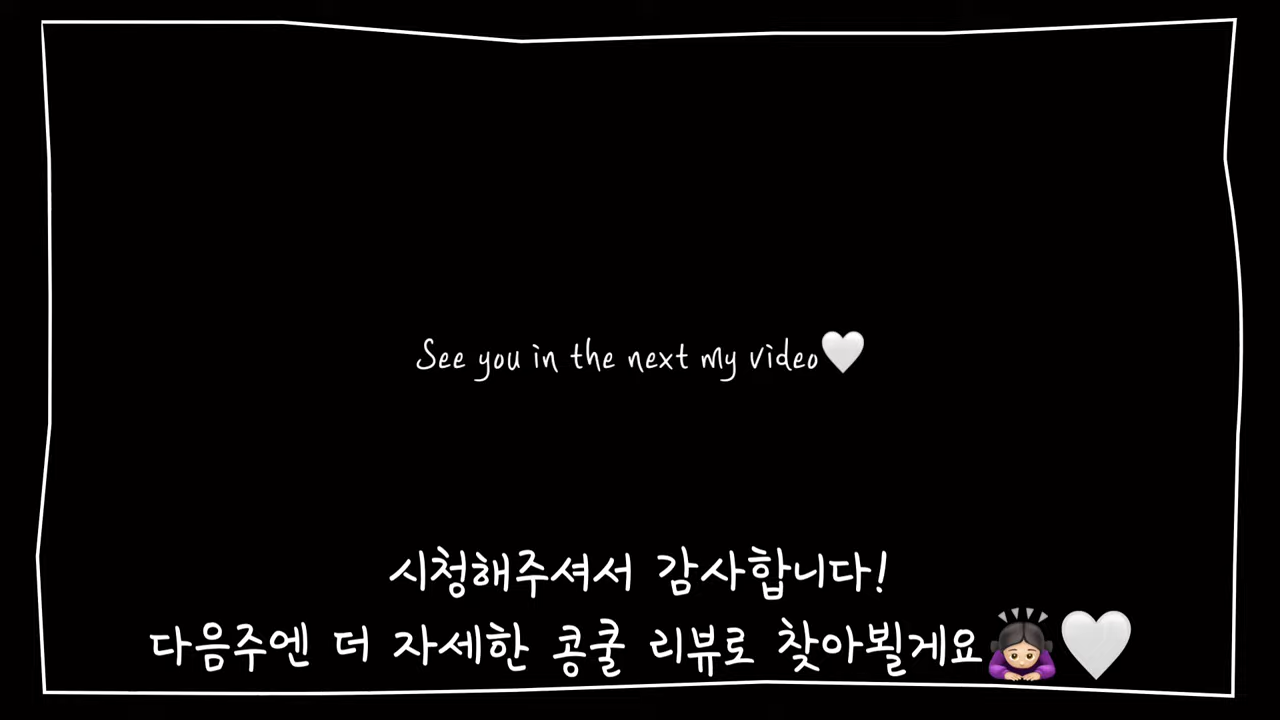 See you in the next my video🤍
시청해주셔서 감사합니다!
다음주엔 더 자세한 콩쿨 리뷰로 찾아뵐게요🙇🏻‍♀️🤍